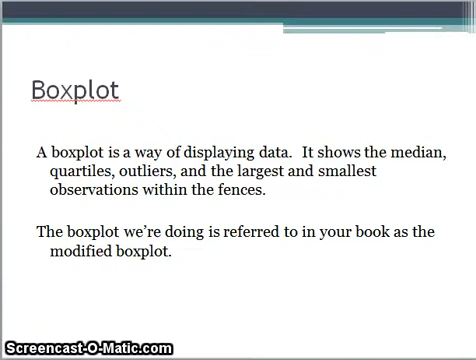 Boxplot
A boxplot is a way of displaying data. It shows the median,
quartiles, outliers, and the largest and smallest
observations within the fences.
The boxplot we're doing is referred to in your book as the
modified boxplot.
Screencast-O-Matic.com